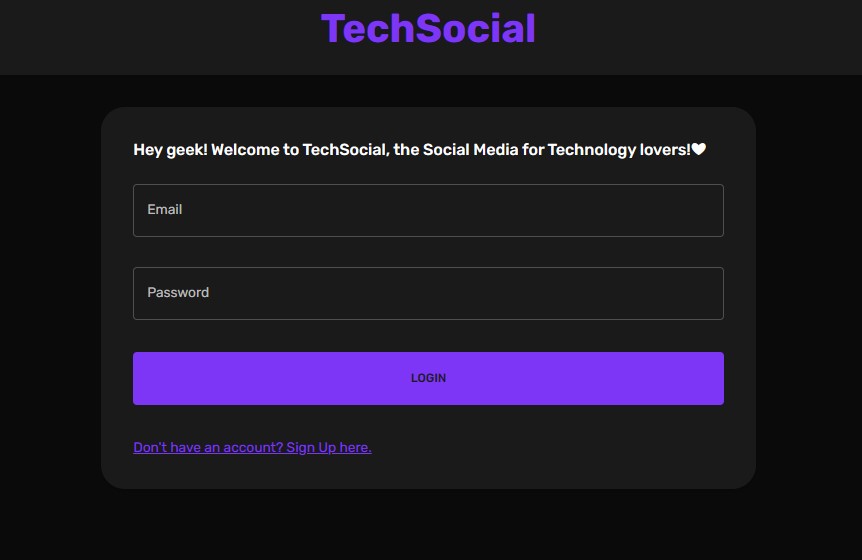 TechSocial
Hey geek! Welcome to TechSocial, the Social Media for Technology lovers!♥
Email
Password
LOGIN
Don't have an account? Sign Up here.